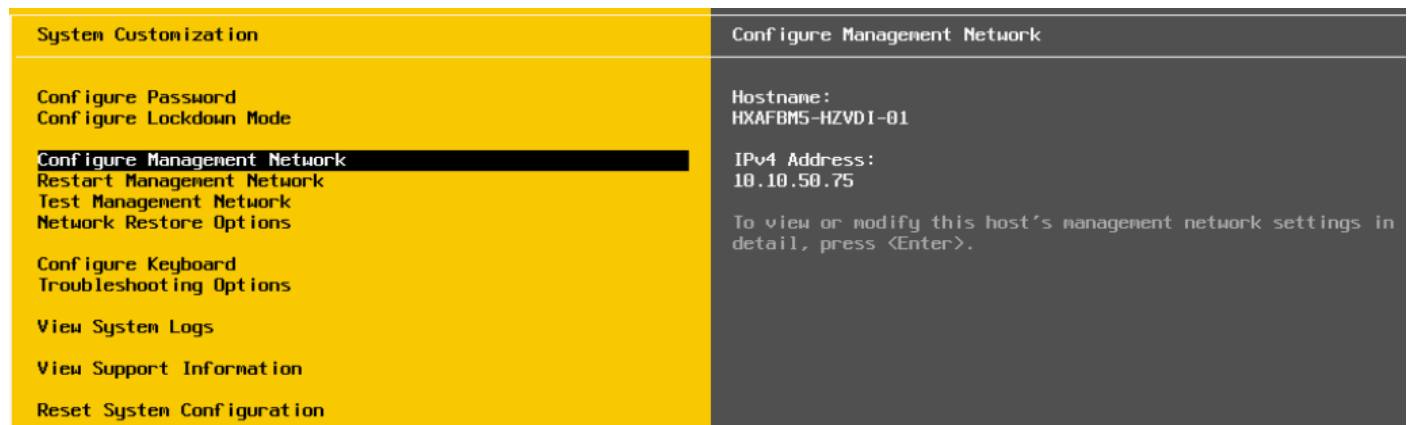 System Customization
Configure Password
Configure Lockdown Mode
Configure Management Network
Restart Management Network
Test Management Network
Network Restore Options
Configure Keyboard
Troubleshooting Options
View System Logs
View Support Information
Reset System Configuration
Configure Management Network
Hostname:
HXAFBM5-HZVDI-01
IPv4 Address:
10.10.50.75
To view or modify this host's management network settings in
detail, press <Enter>.